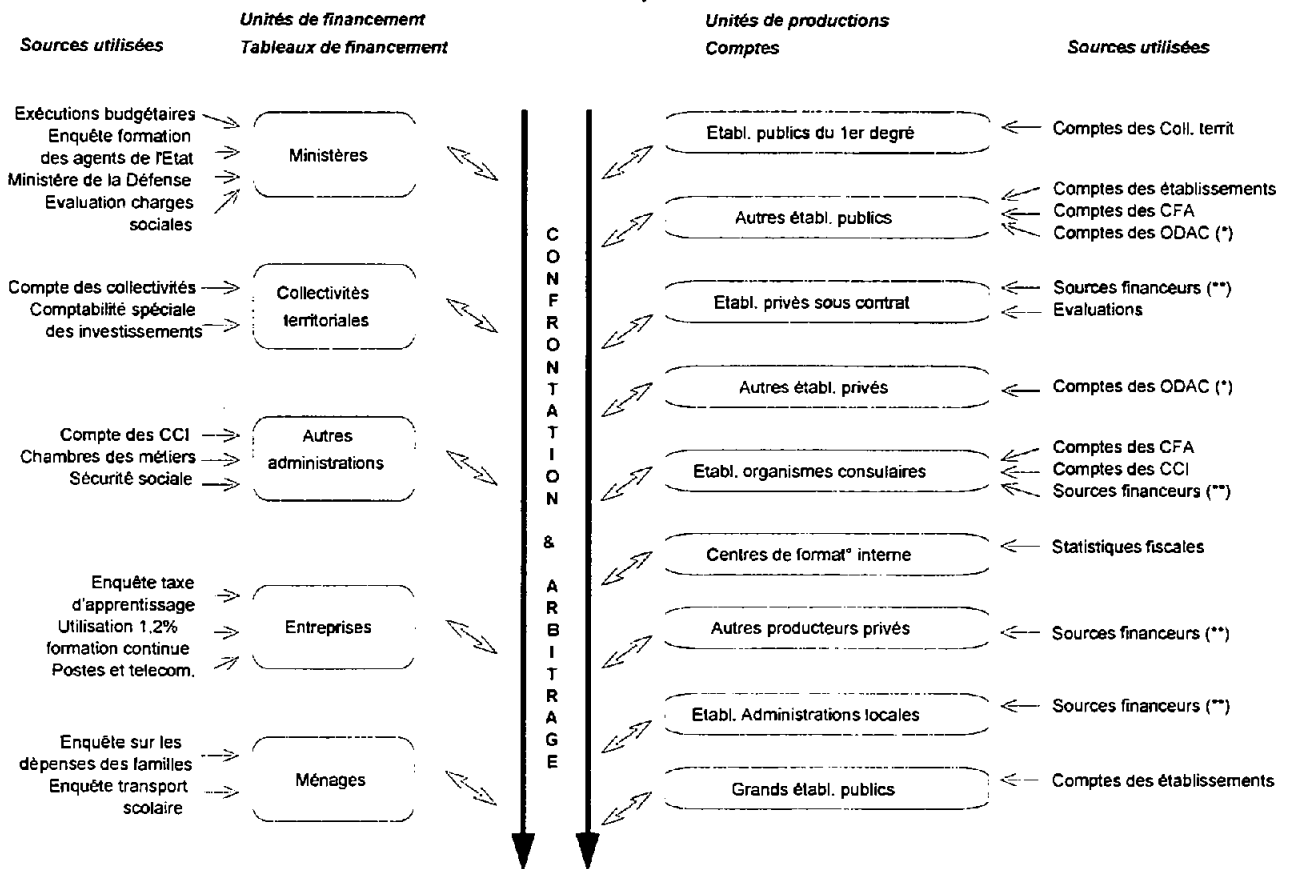 Unités de financement
Sources utilisées
Tableaux de financement
Unités de productions
Comptes
Sources utilisées
Exécutions budgétaires
Enquête formation
des agents de l'Etat
Ministère de la Défense
Evaluation charges
sociales
Ministères
Compte des collectivités
Comptabilité spéciale
des investissements
Collectivités
territoriales
Compte des CCI
Chambres des métiers
Sécurité sociale
Autres
administrations
Enquête taxe
d'apprentissage
Utilisation 1,2%
formation continue
Postes et telecom.
Entreprises
Enquête sur les
dépenses des familles
Enquête transport
scolaire
Ménages
CONFRONTATION & ARBITRAGE
Etabl. publics du 1er degré
Comptes des Coll. territ
Autres établ. publics
Comptes des établissements
Comptes des CFA
Comptes des ODAC (*)
Etabl. privès sous contrat
Sources financeurs (**)
Evaluations
Autres établ. privés
Comptes des ODAC (*)
Etabl. organismes consulaires
Comptes des CFA
Comptes des CCI
Sources financeurs (**)
Centres de format° interne
Statistiques fiscales
Autres producteurs privés
Sources financeurs (**)
Etabl. Administrations locales
Sources financeurs (**)
Grands établ. publics
Comptes des établissements